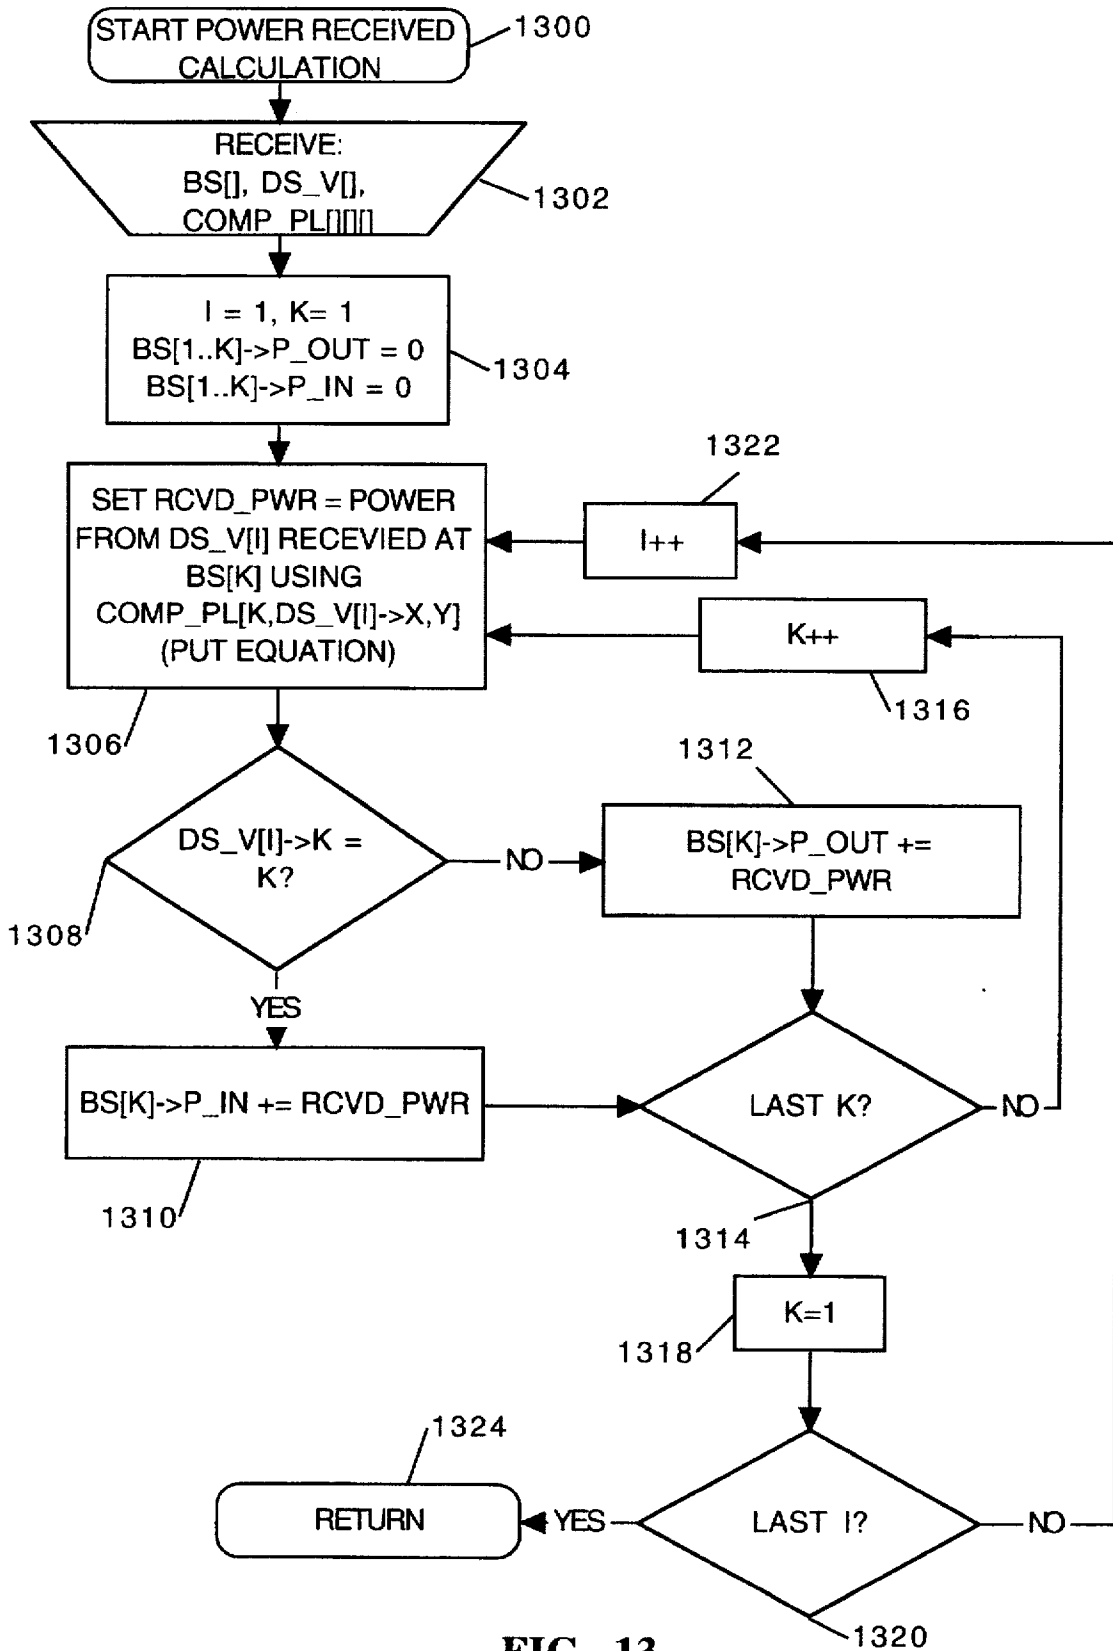 START POWER RECEIVED
CALCULATION
1300
RECEIVE:
BS[], DS_V[],
COMP_PL[][][]
1302
I = 1, K= 1
BS[1..K]->P_OUT = 0
BS[1..K]->P_IN = 0
1304
SET RCVD_PWR = POWER
FROM DS_V[I] RECEVIED AT
BS[K] USING
COMP_PL[K,DS_V[I]->X,Y]
(PUT EQUATION)
1306
1322
I++
K++
1316
DS_V[I]->K =
K?
1308
NO
1312
BS[K]->P_OUT +=
RCVD_PWR
YES
BS[K]->P_IN += RCVD_PWR
1310
LAST K?
NO
1314
K=1
1318
1324
RETURN
YES
LAST I?
NO
1320
FIG. 13